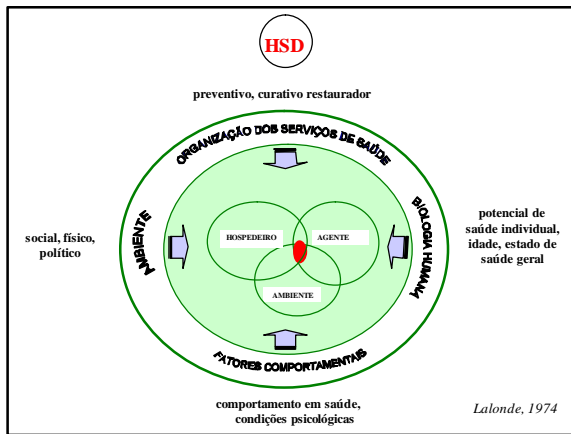 HSD
preventivo, curativo restaurador
ORGANIZAÇÃO DOS SERVIÇOS DE SAÚDE
AMBIENTE
social, físico,
político
HOSPEDEIRO
AGENTE
AMBIENTE
BIOLOGIA HUMANA
potencial de
saúde individual,
idade, estado de
saúde geral
FATORES COMPORTAMENTAIS
comportamento em saúde,
condições psicológicas
Lalonde, 1974